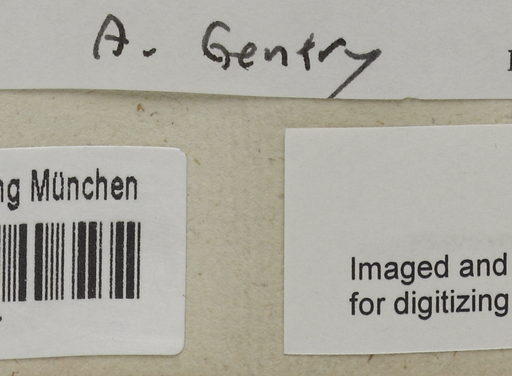 A. Gentry
ng München
Imaged and
for digitizing